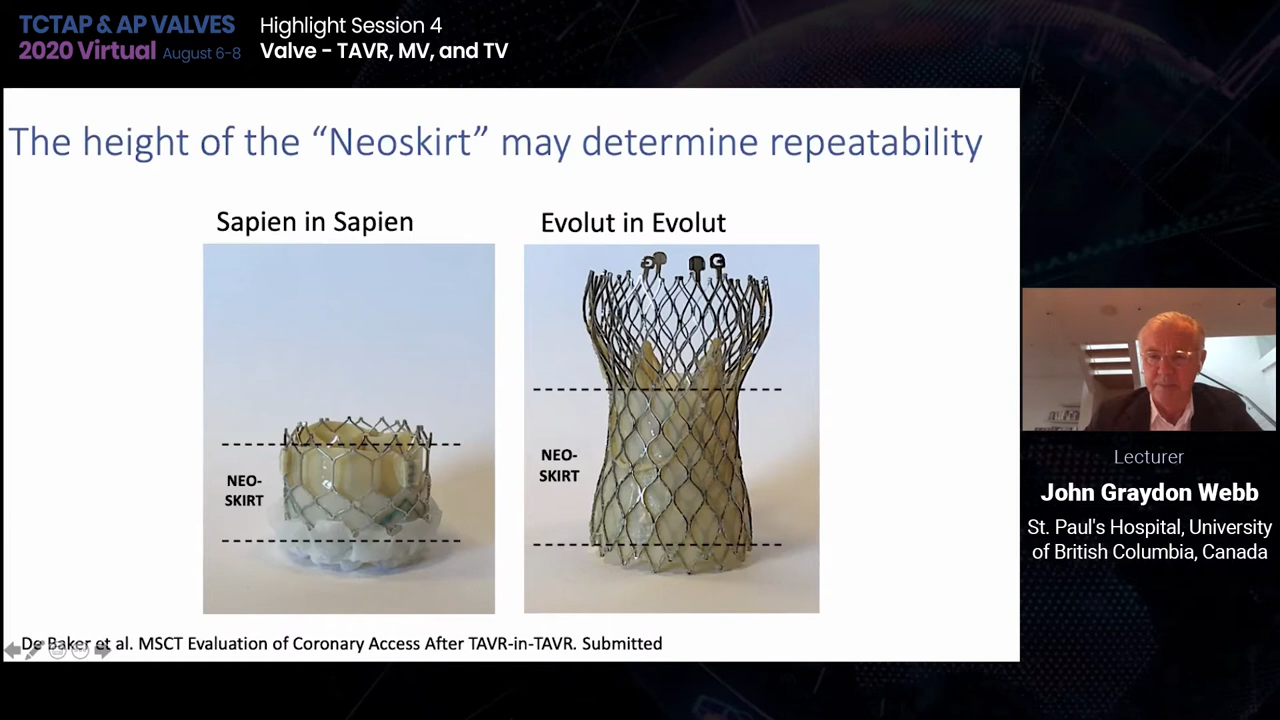 TCTAP & AP VALVES
2020 Virtual August 6-8
Highlight Session 4
Valve - TAVR, MV, and TV
The height of the “Neoskirt” may determine repeatability
Sapien in Sapien
Evolut in Evolut
NEO-
SKIRT
NEO-
SKIRT
De Baker et al. MSCT Evaluation of Coronary Access After TAVR-in-TAVR. Submitted
Lecturer
John Graydon Webb
St. Paul's Hospital, University
of British Columbia, Canada